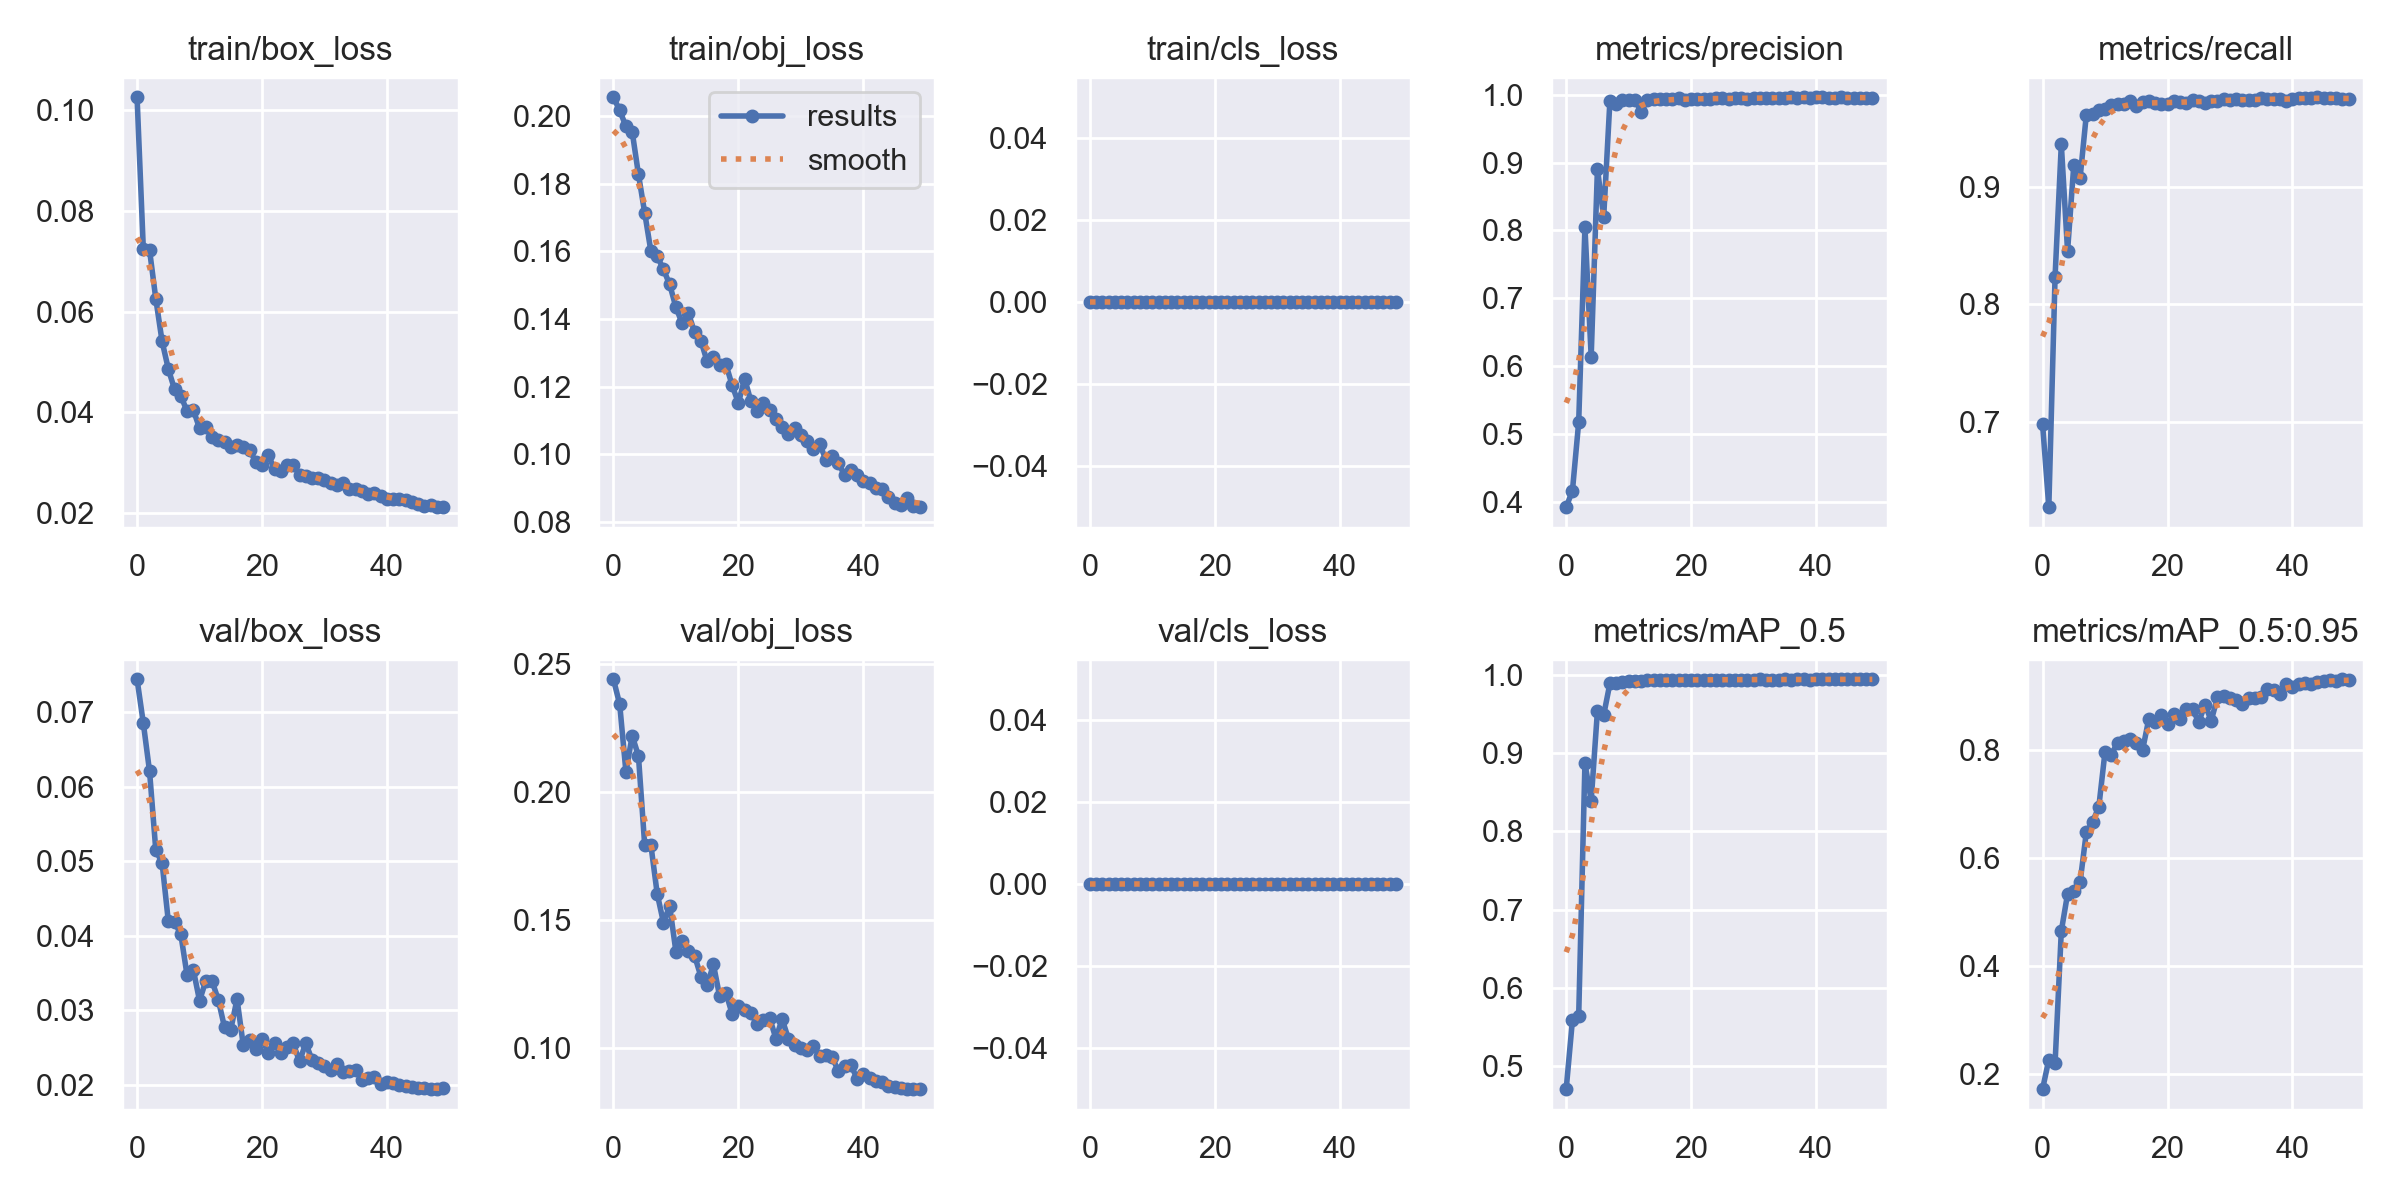 train/box_loss
0.10
0.08
0.06
0.04
0.02
0 20 40
train/obj_loss
results
smooth
0.20
0.18
0.16
0.14
0.12
0.10
0.08
0 20 40
train/cls_loss
0.04
0.02
0.00
−0.02
−0.04
0 20 40
metrics/precision
1.0
0.9
0.8
0.7
0.6
0.5
0.4
0 20 40
metrics/recall
0.9
0.8
0.7
0 20 40
val/box_loss
0.07
0.06
0.05
0.04
0.03
0.02
0 20 40
val/obj_loss
0.25
0.20
0.15
0.10
0 20 40
val/cls_loss
0.04
0.02
0.00
−0.02
−0.04
0 20 40
metrics/mAP_0.5
1.0
0.9
0.8
0.7
0.6
0.5
0 20 40
metrics/mAP_0.5:0.95
0.8
0.6
0.4
0.2
0 20 40